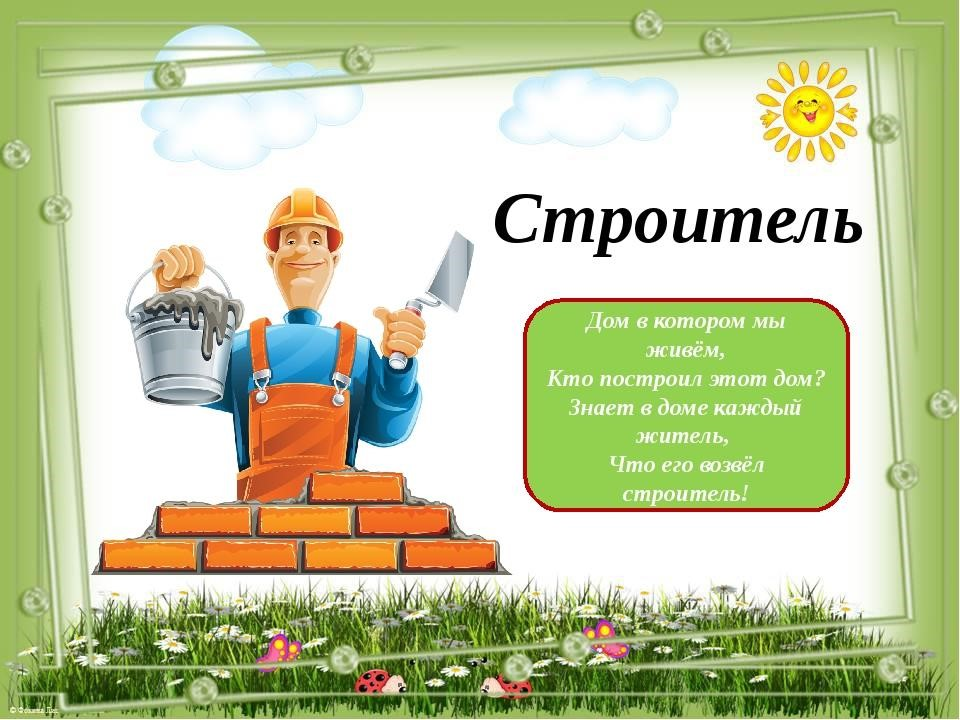 Строитель
Дом в котором мы
живём,
Кто построил этот дом?
Знает в доме каждый
житель,
Что его возвёл
строитель!
©